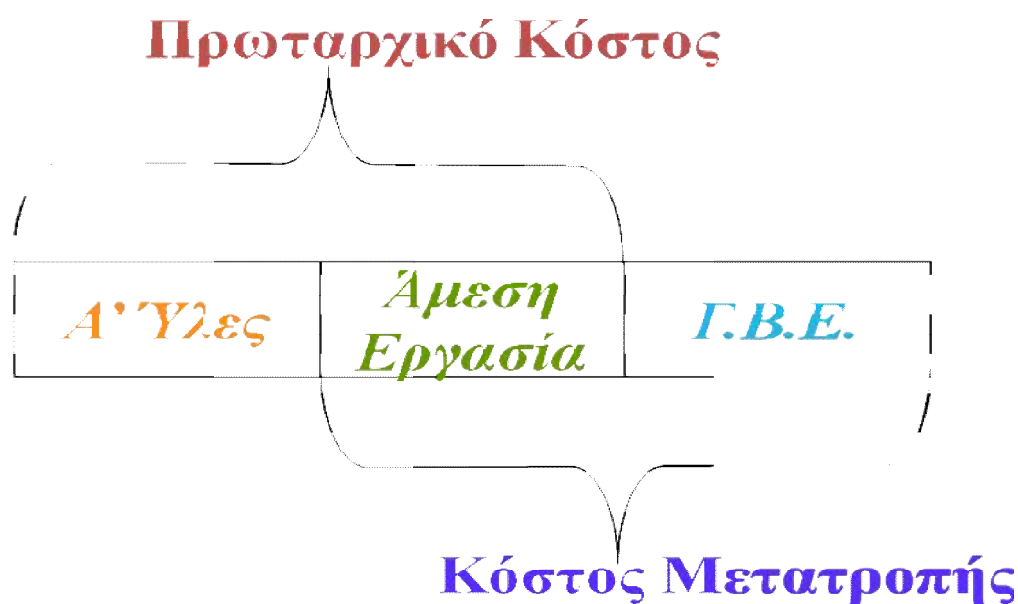 Πρωταρχικό Κόστος
Α' Ύλες
Άμεση
Εργασία
Γ.Β.Ε.
Κόστος Μετατροπής